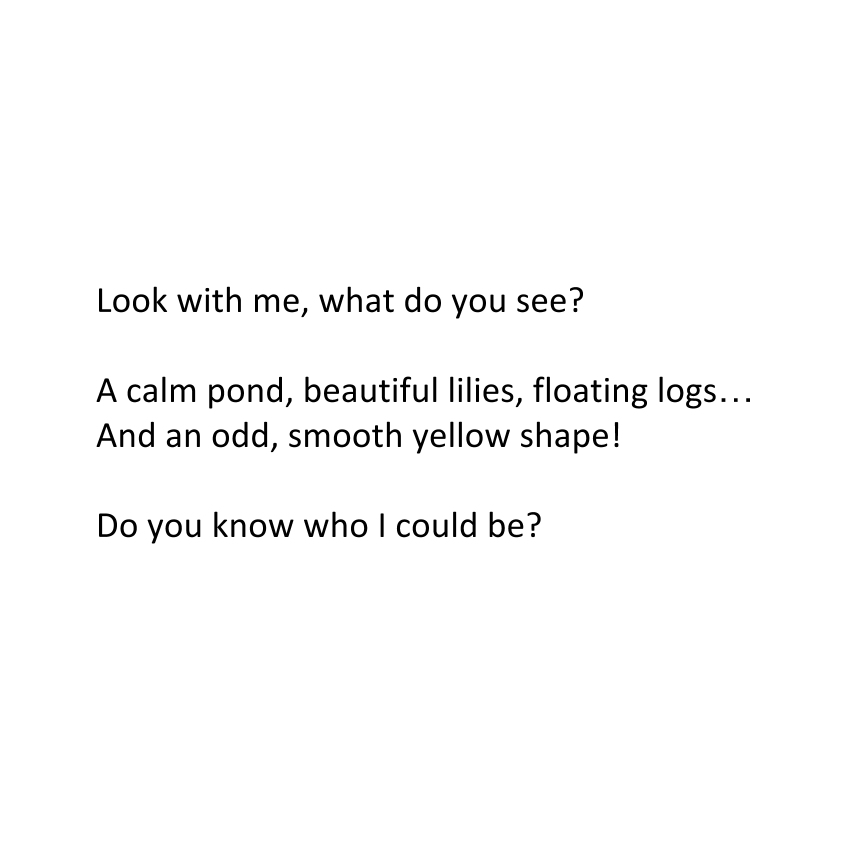 Look with me, what do you see?
A calm pond, beautiful lilies, floating logs…
And an odd, smooth yellow shape!
Do you know who I could be?